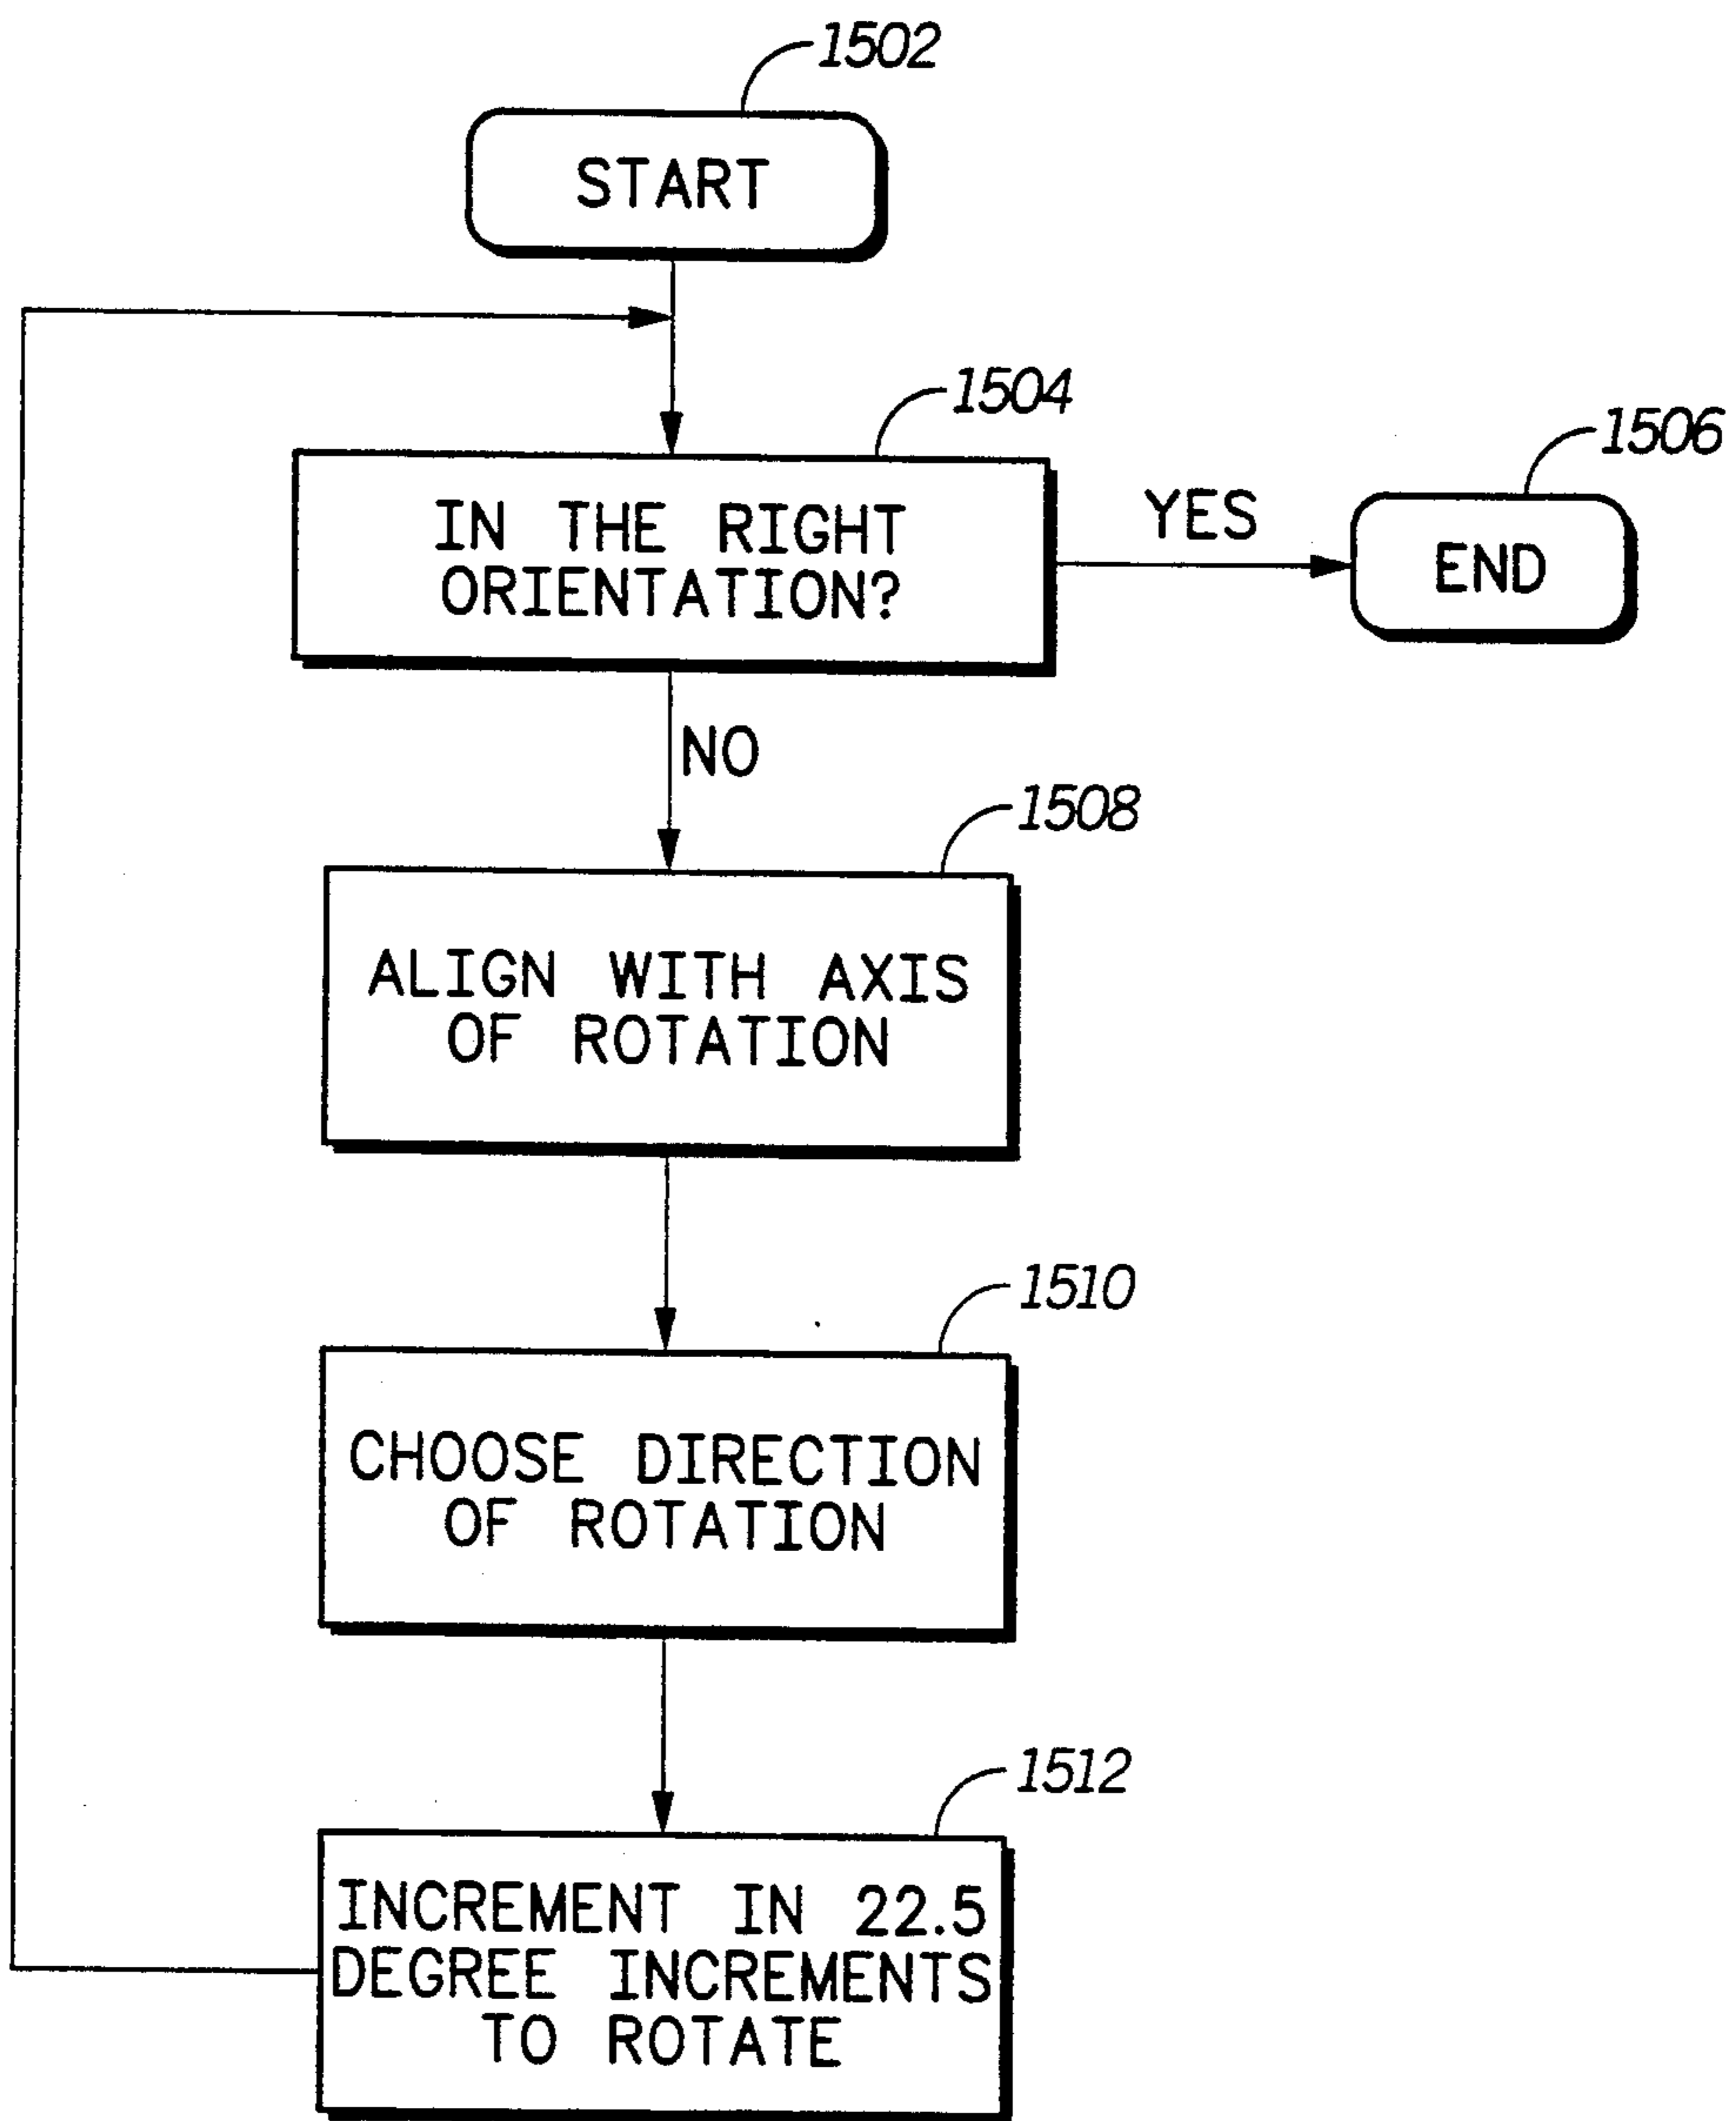 1502
START
1504
IN THE RIGHT
ORIENTATION?
YES
1506
END
NO
1508
ALIGN WITH AXIS
OF ROTATION
1510
CHOOSE DIRECTION
OF ROTATION
1512
INCREMENT IN 22.5
DEGREE INCREMENTS
TO ROTATE